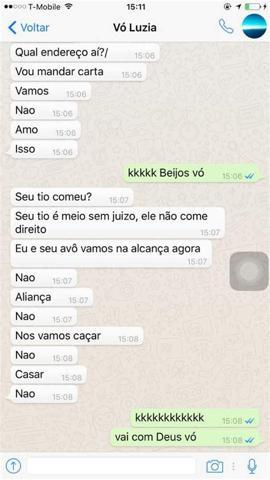 T-Mobile
15:11
Voltar
Vó Luzia
Qual endereço aí?/
15:06
Vou mandar carta
15:06
Vamos
15:06
Nao
15:06
Amo
15:06
Isso
15:06
kkkkk Beijos vó
15:06
Seu tio comeu?
15:07
Seu tio é meio sem juizo, ele não come
direito
15:07
Eu e seu avô vamos na alcança agora
15:07
Nao
15:07
Aliança
15:07
Nao
15:07
Nos vamos caçar
15:08
Nao
15:08
Casar
15:08
Nao
15:08
kkkkkkkkkkkk
15:08
vai com Deus vó
15:08